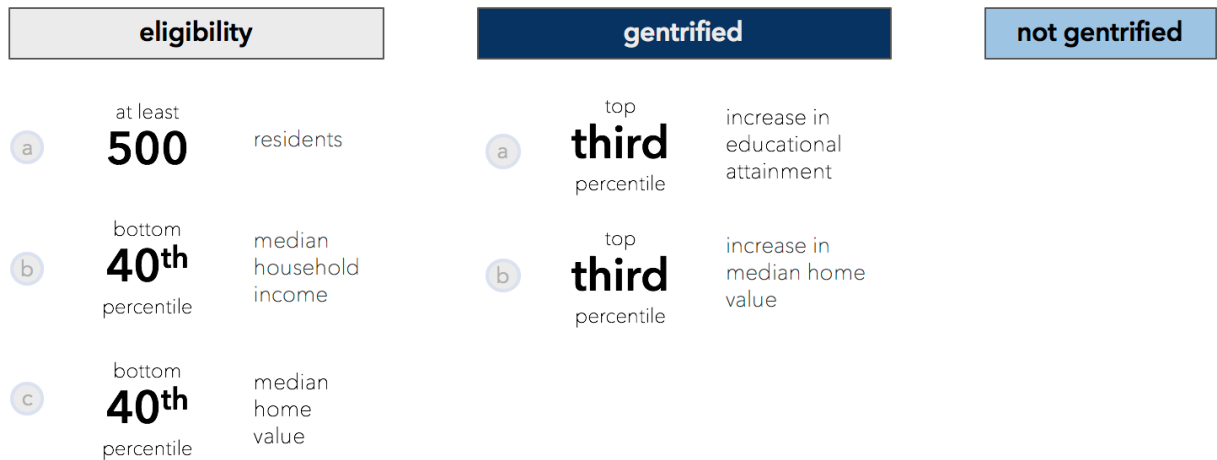 eligibility
gentrified
not gentrified
a
at least
500
residents
b
bottom
40th
percentile
median
household
income
c
bottom
40th
percentile
median
home
value
a
top
third
percentile
increase in
educational
attainment
b
top
third
percentile
increase in
median home
value